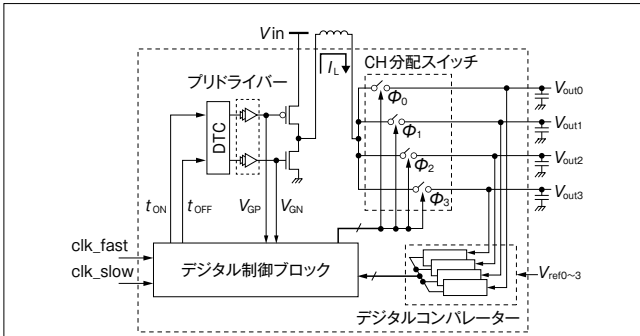 Vin
CH分配スイッチ
プリドライバー
IL
Φ0
Vout0
DTC
Φ1
Vout1
Φ2
Vout2
Φ3
Vout3
tON
tOFF
VGP
VGN
clk_fast
clk_slow
デジタル制御ブロック
Vref0~3
デジタルコンパレーター